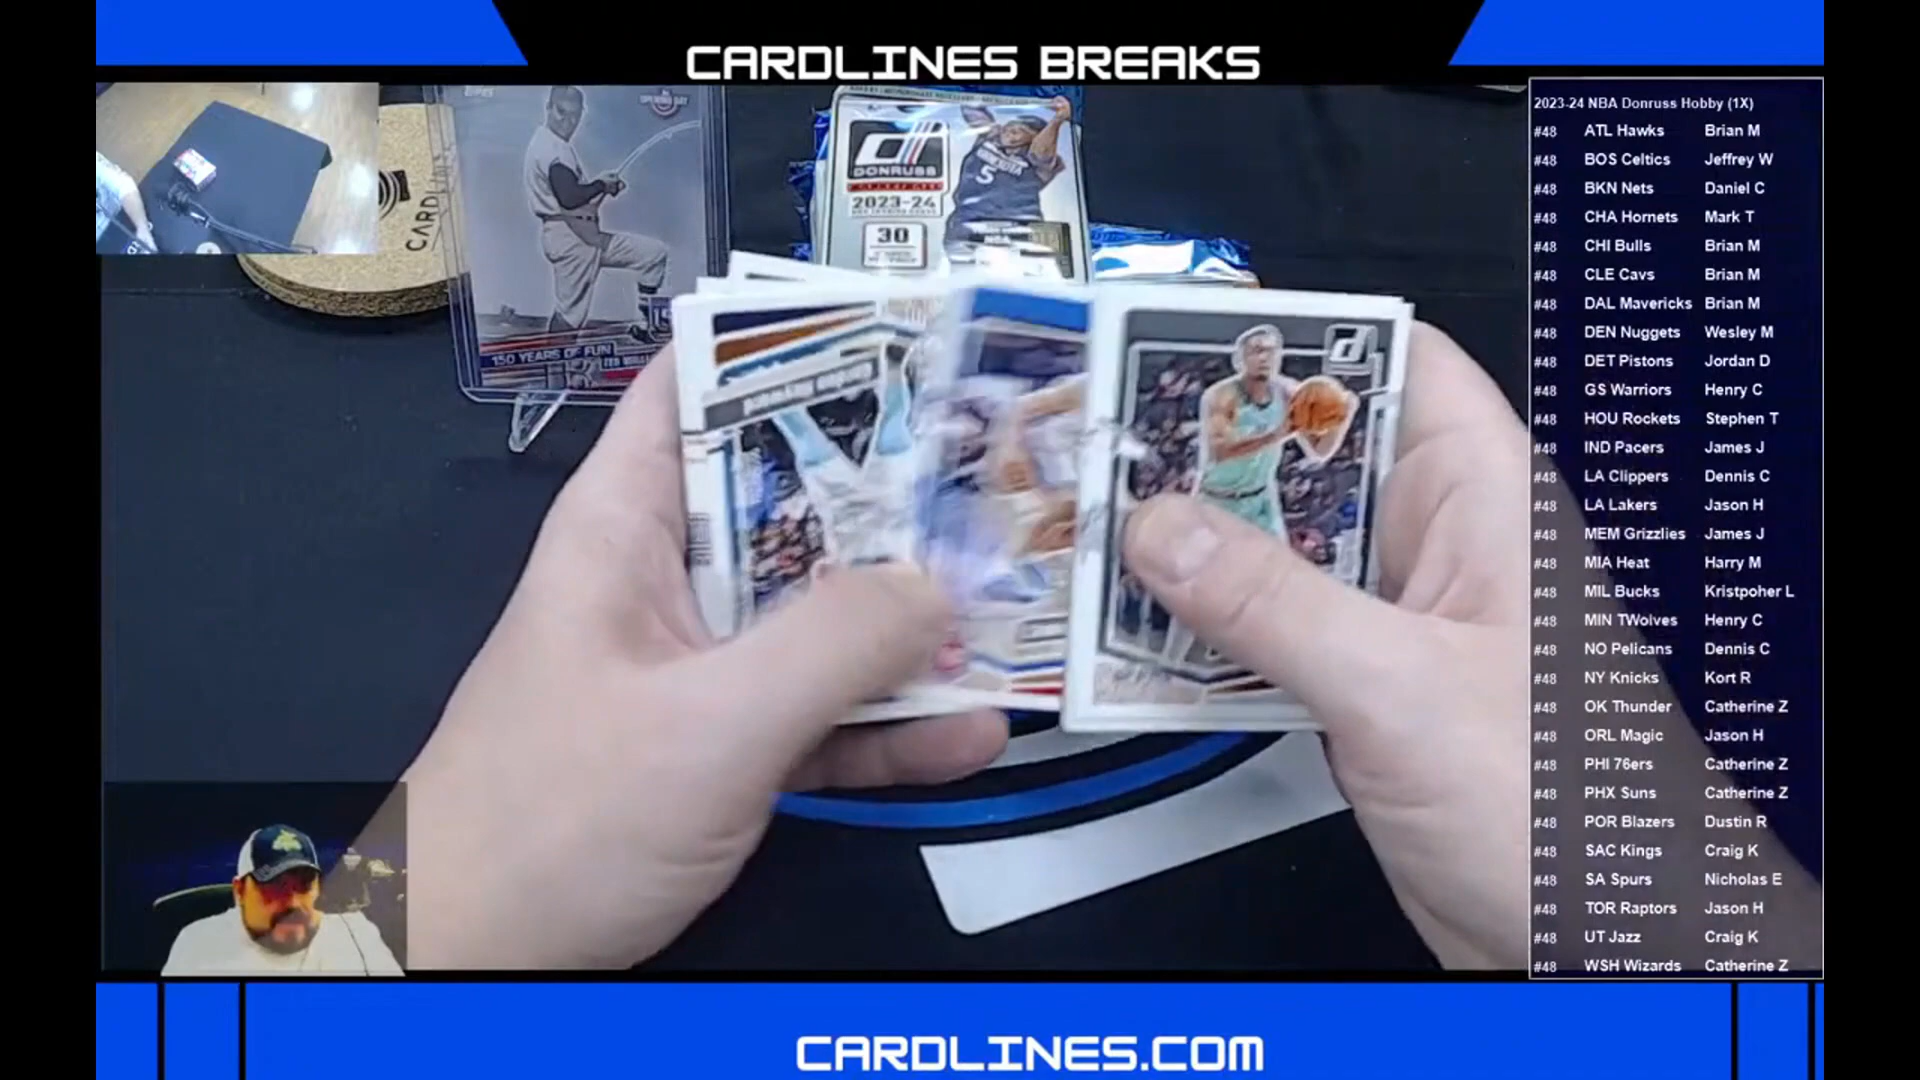 CARDLINES BREAKS
2023-24 NBA Donruss Hobby (1X)
#48 ATL Hawks Brian M
#48 BOS Celtics Jeffrey W
#48 BKN Nets Daniel C
#48 CHA Hornets Mark T
#48 CHI Bulls Brian M
#48 CLE Cavs Brian M
#48 DAL Mavericks Brian M
#48 DEN Nuggets Wesley M
#48 DET Pistons Jordan D
#48 GS Warriors Henry C
#48 HOU Rockets Stephen T
#48 IND Pacers James J
#48 LA Clippers Dennis C
#48 LA Lakers Jason H
#48 MEM Grizzlies James J
#48 MIA Heat Harry M
#48 MIL Bucks Kristpoher L
#48 MIN TWolves Henry C
#48 NO Pelicans Dennis C
#48 NY Knicks Kort R
#48 OK Thunder Catherine Z
#48 ORL Magic Jason H
#48 PHI 76ers Catherine Z
#48 PHX Suns Catherine Z
#48 POR Blazers Dustin R
#48 SAC Kings Craig K
#48 SA Spurs Nicholas E
#48 TOR Raptors Jason H
#48 UT Jazz Craig K
#48 WSH Wizards Catherine Z
topps
OPENING DAY
150 YEARS OF FUN
CARDL
d
DONRUSS
2023-24
30
MINNESOTA
5
d
CARDLINES.COM